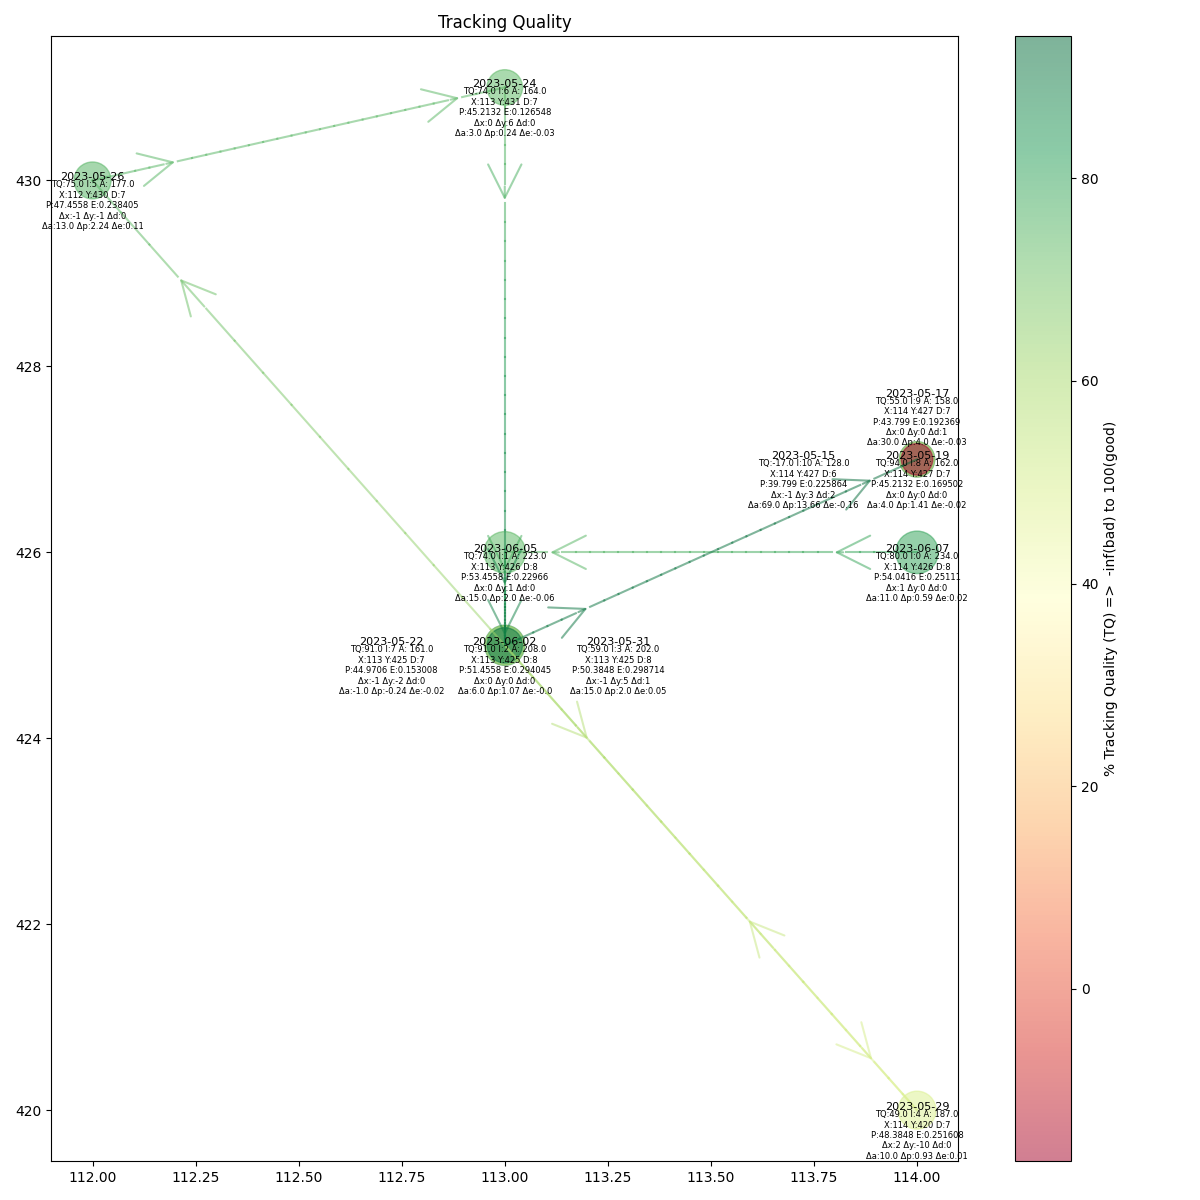 Tracking Quality
2023-05-24
TQ:74.0 I:6 A: 164.0
X:113 Y:431 D:7
P:45.2132 E:0.126548
Δx:0 Δy:6 Δd:0
Δa:3.0 Δp:0.24 Δe:-0.03
2023-05-26
TQ:75.0 I:5 A: 177.0
X:112 Y:430 D:7
P:47.4558 E:0.238405
Δx:-1 Δy:-1 Δd:0
Δa:13.0 Δp:2.24 Δe:0.11
2023-05-17
TQ:55.0 I:9 A: 158.0
X:114 Y:427 D:7
P:43.799 E:0.192369
Δx:0 Δy:0 Δd:1
Δa:30.0 Δp:4.0 Δe:-0.03
2023-05-15
TQ:-17.0 I:10 A: 128.0
X:114 Y:427 D:6
P:39.799 E:0.225864
Δx:-1 Δy:3 Δd:2
Δa:69.0 Δp:13.66 Δe:-0.16
2023-05-19
TQ:94.0 I:8 A: 162.0
X:114 Y:427 D:7
P:45.2132 E:0.169502
Δx:0 Δy:0 Δd:0
Δa:4.0 Δp:1.41 Δe:-0.02
2023-06-05
TQ:74.0 I:1 A: 223.0
X:113 Y:426 D:8
P:53.4558 E:0.22966
Δx:0 Δy:1 Δd:0
Δa:15.0 Δp:2.0 Δe:-0.06
2023-06-07
TQ:80.0 I:0 A: 234.0
X:114 Y:426 D:8
P:54.0416 E:0.25111
Δx:1 Δy:0 Δd:0
Δa:11.0 Δp:0.59 Δe:0.02
2023-05-22
TQ:91.0 I:7 A: 161.0
X:113 Y:425 D:7
P:44.9706 E:0.153008
Δx:-1 Δy:-2 Δd:0
Δa:-1.0 Δp:-0.24 Δe:-0.02
2023-06-02
TQ:91.0 I:2 A: 208.0
X:113 Y:425 D:8
P:51.4558 E:0.294045
Δx:0 Δy:0 Δd:0
Δa:6.0 Δp:1.07 Δe:-0.0
2023-05-31
TQ:59.0 I:3 A: 202.0
X:113 Y:425 D:8
P:50.3848 E:0.298714
Δx:-1 Δy:5 Δd:1
Δa:15.0 Δp:2.0 Δe:0.05
2023-05-29
TQ:49.0 I:4 A: 187.0
X:114 Y:420 D:7
P:48.3848 E:0.251608
Δx:2 Δy:-10 Δd:0
Δa:10.0 Δp:0.93 Δe:0.01
430
428
426
424
422
420
112.00 112.25 112.50 112.75 113.00 113.25 113.50 113.75 114.00
80
60
40
20
0
% Tracking Quality (TQ) => -inf(bad) to 100(good)